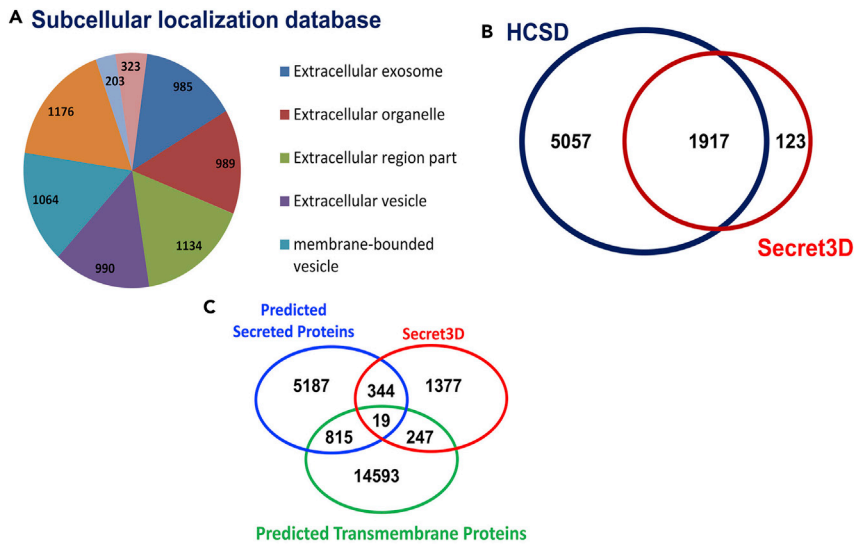 A Subcellular localization database
323
203
985
1176
989
1064
1134
990
Extracellular exosome
Extracellular organelle
Extracellular region part
Extracellular vesicle
membrane-bounded
vesicle
B HCSD
5057 1917 123
Secret3D
C
Predicted
Secreted Proteins
Secret3D
5187 344 1377
19
815 247
14593
Predicted Transmembrane Proteins